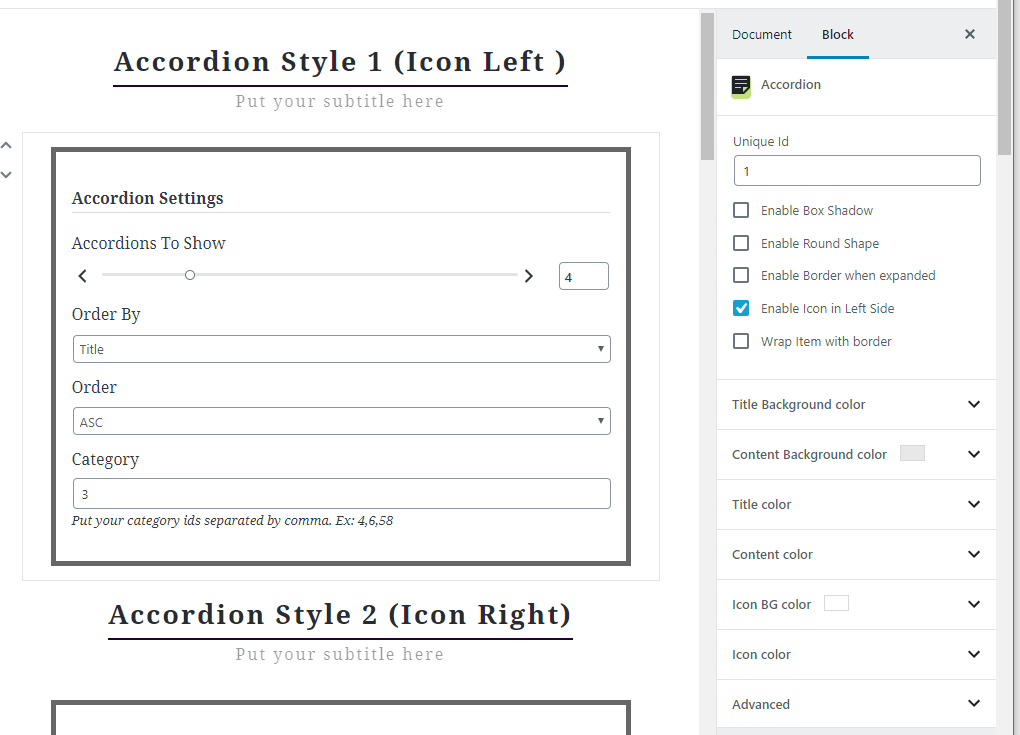 Accordion Style 1 (Icon Left )
Put your subtitle here
Accordion Settings
Accordions To Show
4
Order By
Title
Order
ASC
Category
3
Put your category ids separated by comma. Ex: 4,6,58
Accordion Style 2 (Icon Right)
Put your subtitle here
Document Block
Accordion
Unique Id
1
Enable Box Shadow
Enable Round Shape
Enable Border when expanded
Enable Icon in Left Side
Wrap Item with border
Title Background color
Content Background color
Title color
Content color
Icon BG color
Icon color
Advanced